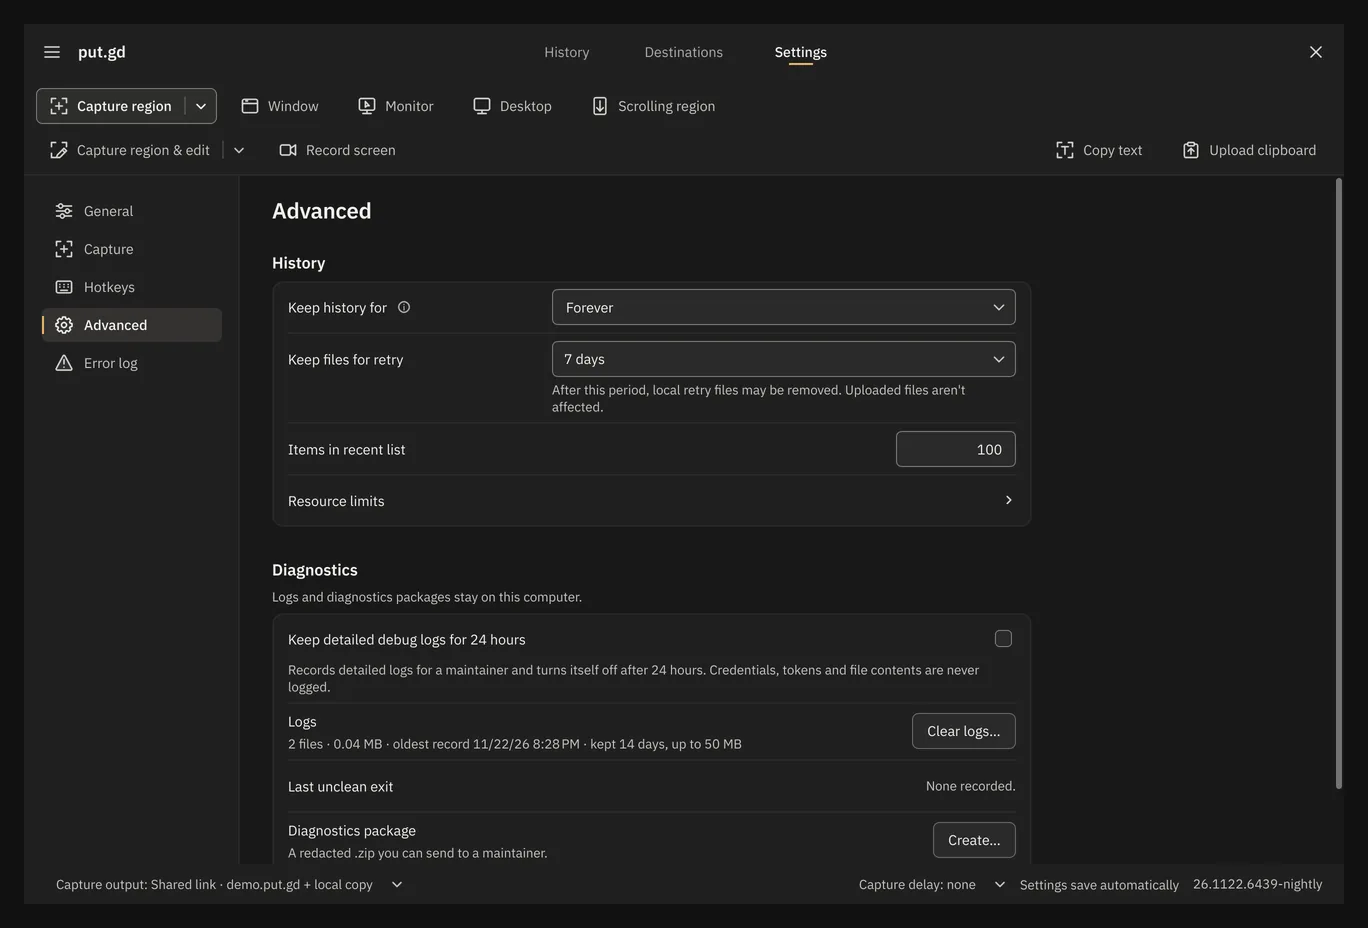 put.gd
History
Destinations
Settings
Capture region
Window
Monitor
Desktop
Scrolling region
Capture region & edit
Record screen
Copy text
Upload clipboard
General
Capture
Hotkeys
Advanced
Error log
Advanced
History
Keep history for
Forever
Keep files for retry
7 days
After this period, local retry files may be removed. Uploaded files aren't
affected.
Items in recent list
100
Resource limits
Diagnostics
Logs and diagnostics packages stay on this computer.
Keep detailed debug logs for 24 hours
Records detailed logs for a maintainer and turns itself off after 24 hours. Credentials, tokens and file contents are never
logged.
Logs
2 files · 0.04 MB · oldest record 11/22/26 8:28 PM · kept 14 days, up to 50 MB
Clear logs...
Last unclean exit
None recorded.
Diagnostics package
A redacted .zip you can send to a maintainer.
Create...
Capture output: Shared link · demo.put.gd + local copy
Capture delay: none
Settings save automatically
26.1122.6439-nightly